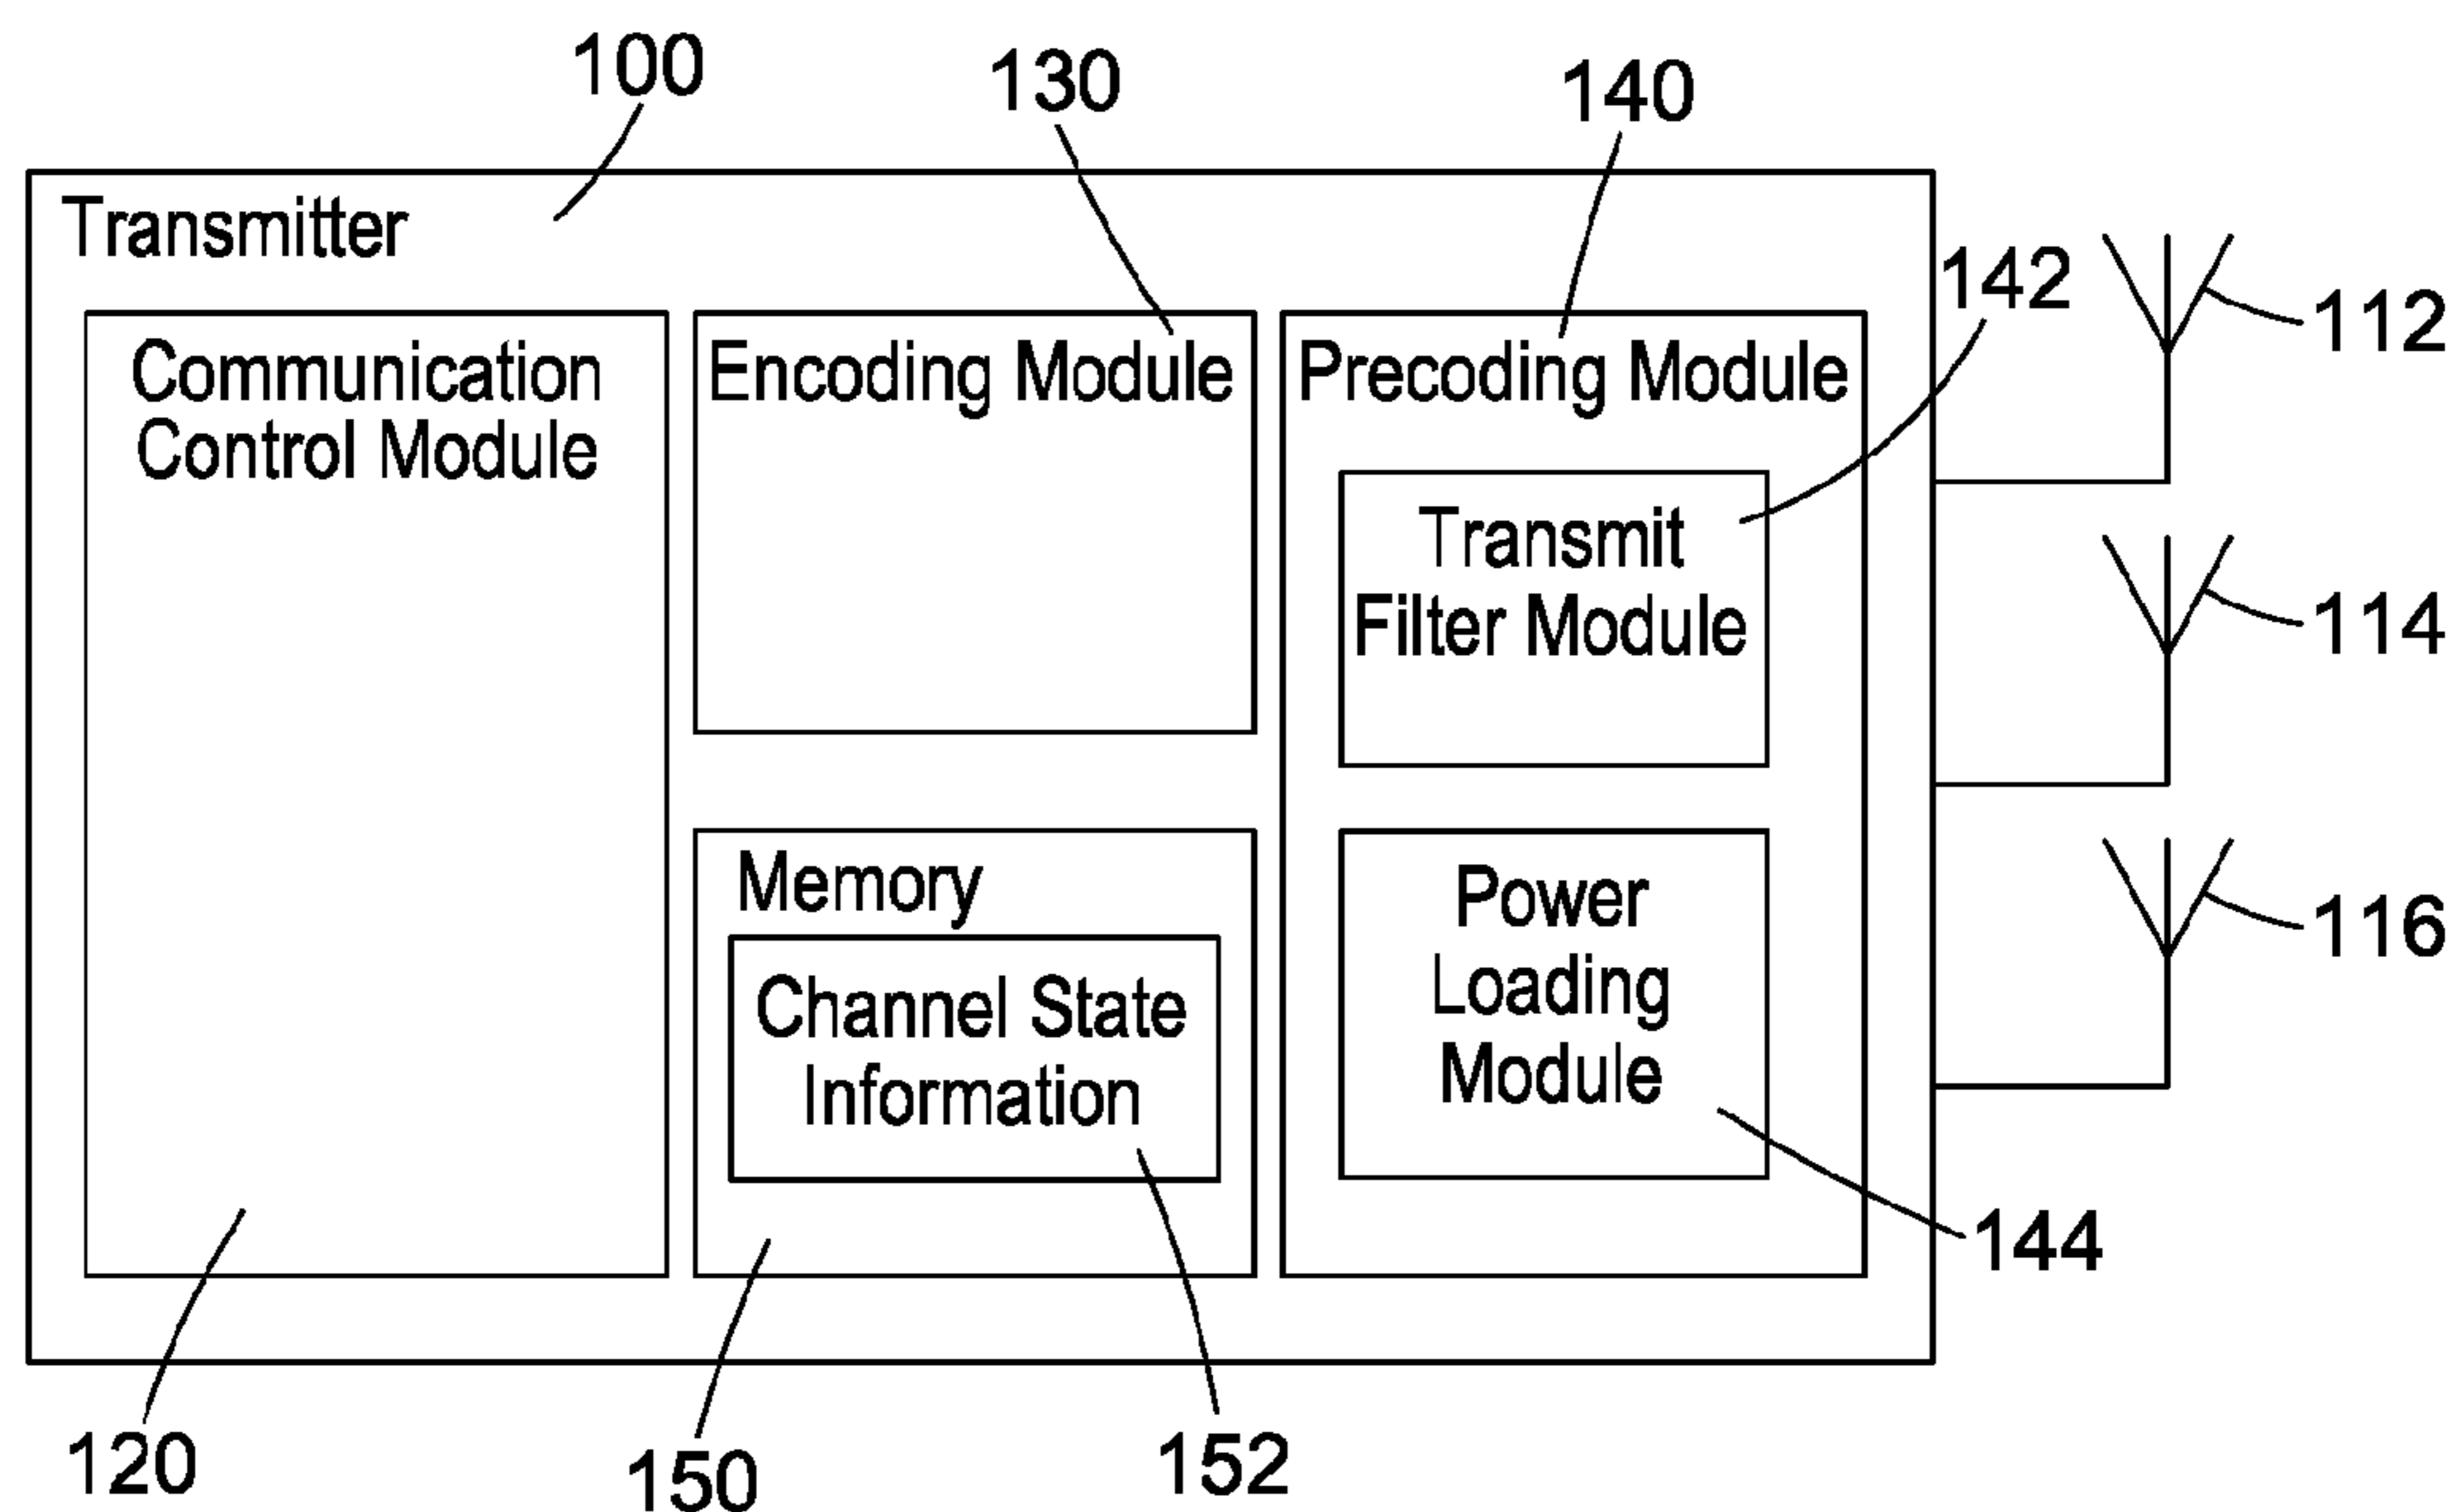 100
130
140
Transmitter
142
112
Communication
Control Module
Encoding Module
Precoding Module
Transmit
Filter Module
114
Memory
Channel State
Information
Power
Loading
Module
116
144
120
150
152